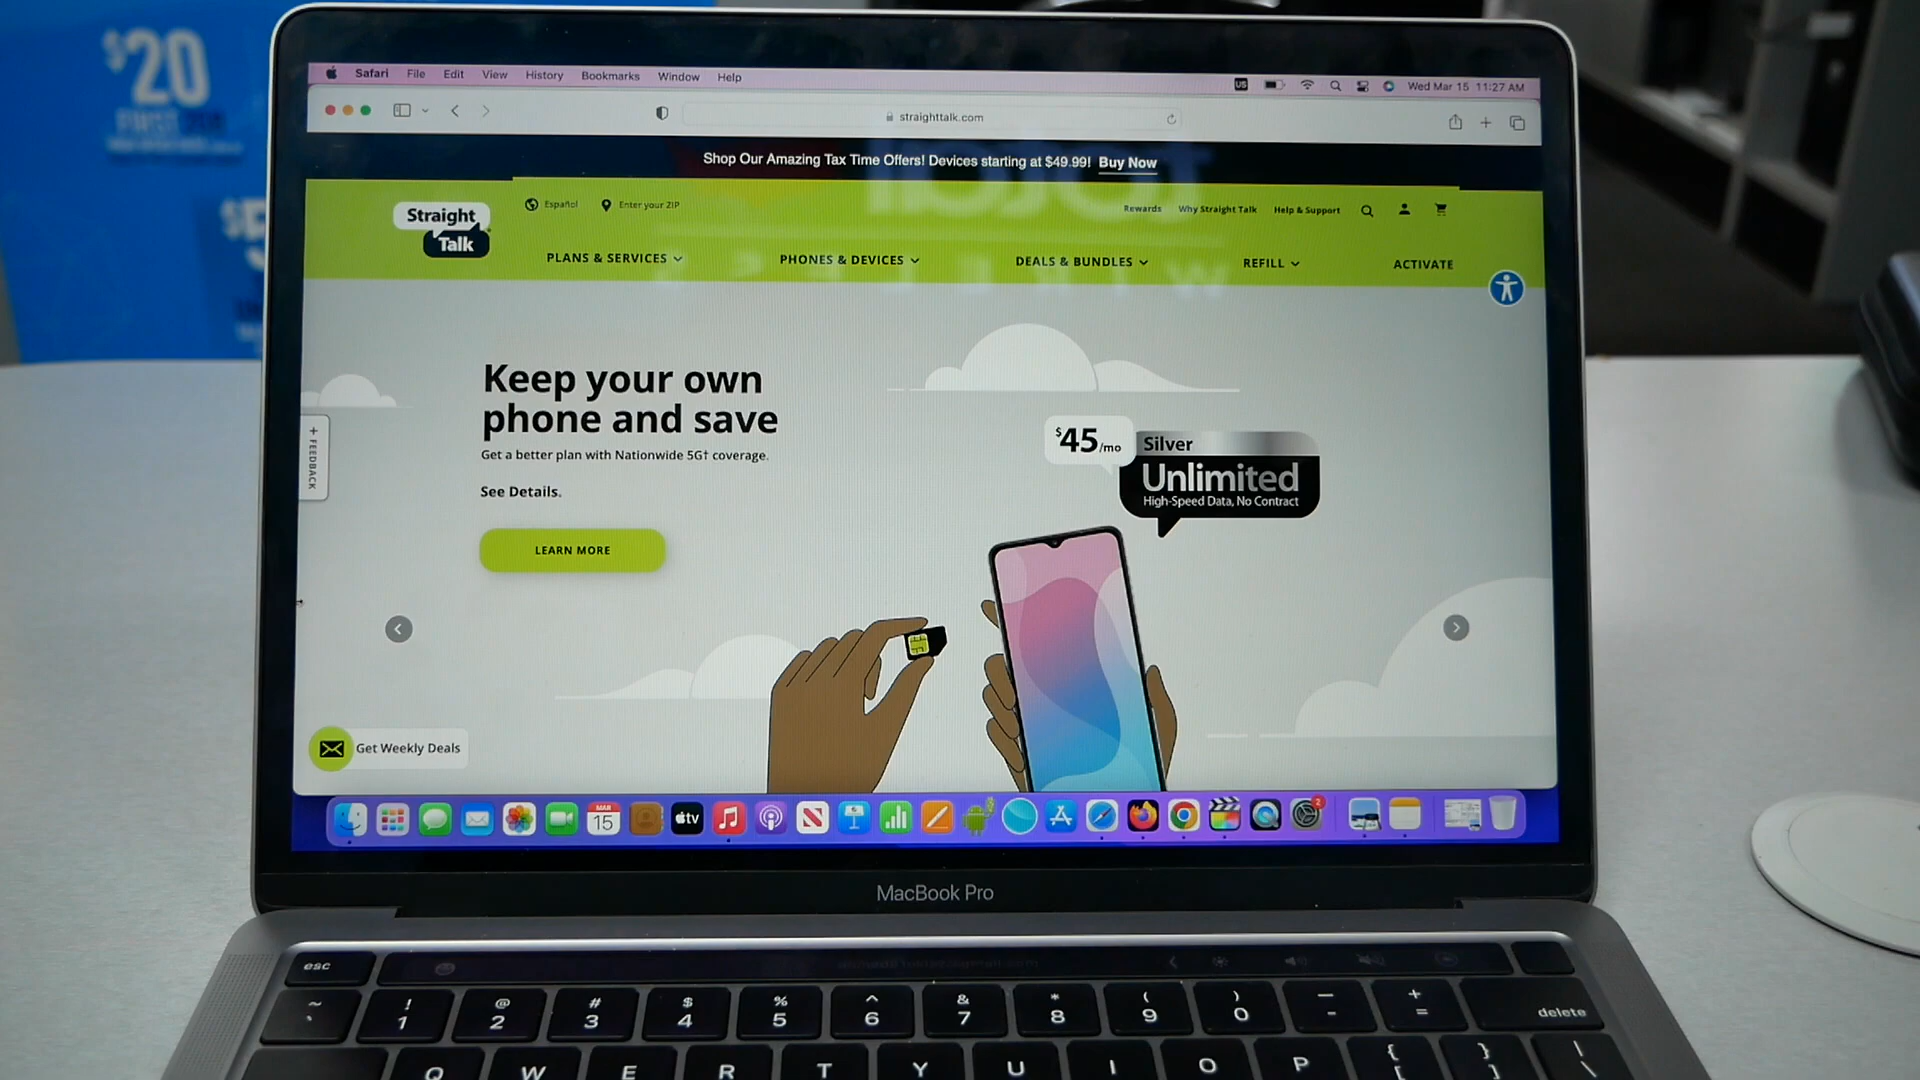 $20
Safari File Edit View History Bookmarks Window Help
US Wed Mar 15 11:27 AM
straighttalk.com
Shop Our Amazing Tax Time Offers! Devices starting at $49.99! Buy Now
Straight
Talk
Español Enter your ZIP
Rewards Why Straight Talk Help & Support
PLANS & SERVICES PHONES & DEVICES DEALS & BUNDLES REFILL ACTIVATE
Keep your own
phone and save
Get a better plan with Nationwide 5G† coverage.
See Details.
LEARN MORE
+ FEEDBACK
$45/mo
Silver
Unlimited
High-Speed Data, No Contract
Get Weekly Deals
MAR
15
tv
2
MacBook Pro
esc
~ ! @ # $ % ^ & * ( ) — +
` 1 2 3 4 5 6 7 8 9 0 - = delete
Q W E R T Y U I O P { } |
[ ] \